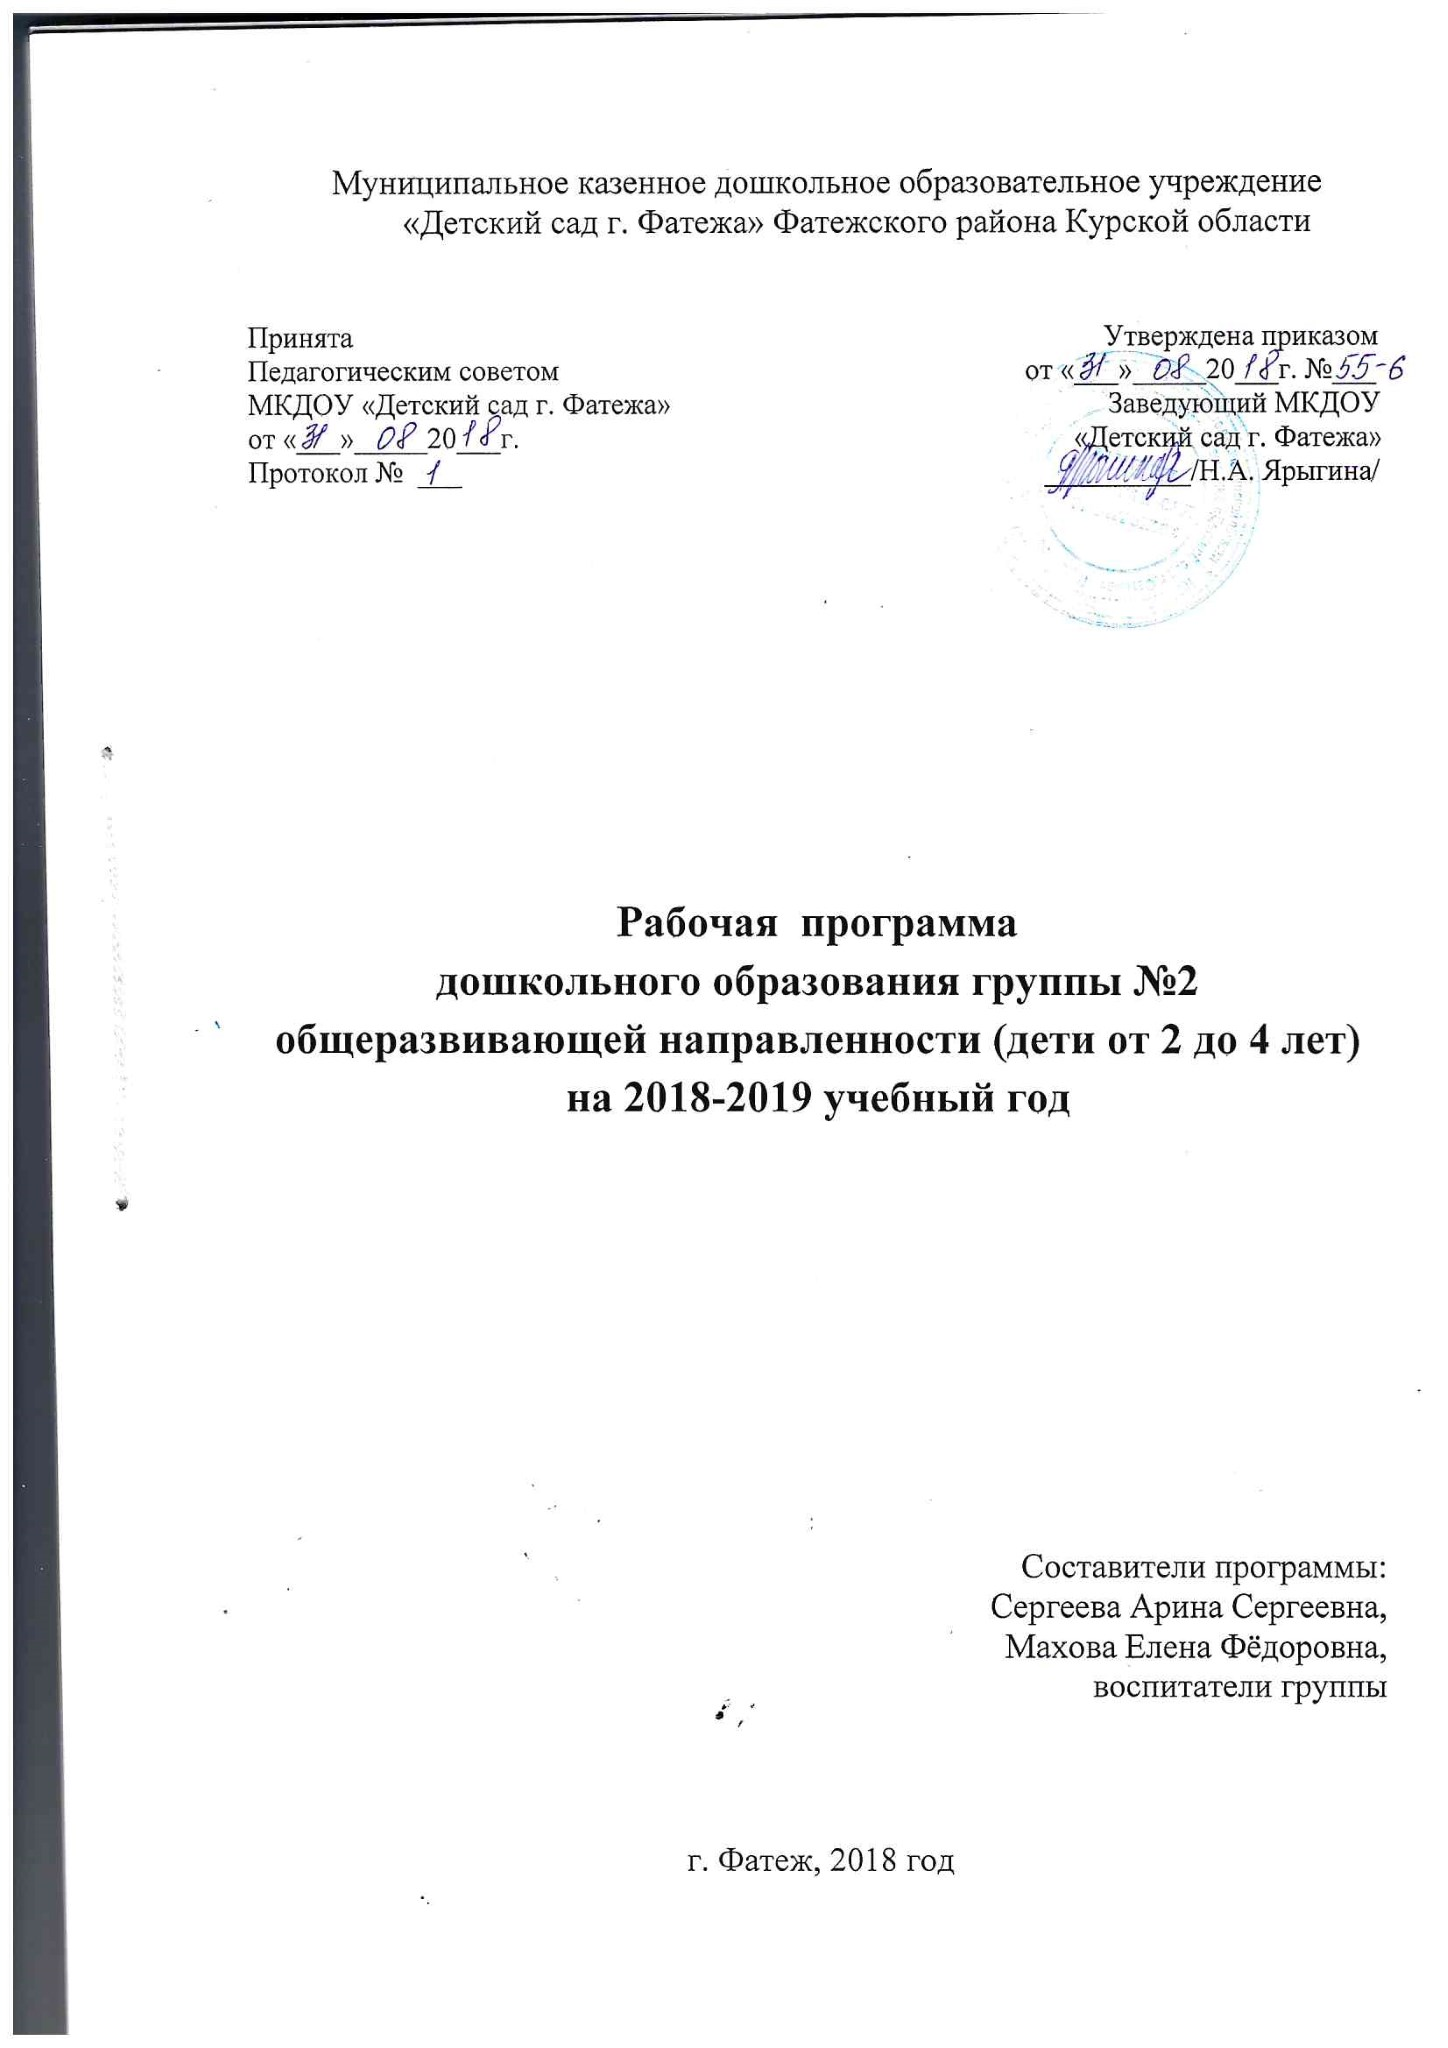 Муниципальное казенное дошкольное образовательное учреждение
«Детский сад г. Фатежа» Фатежского района Курской области
Принята
Педагогическим советом
МКДОУ «Детский сад г. Фатежа»
от «31» 08 2018г.
Протокол № 1
Утверждена приказом
от «31» 08 2018г. №55-6
Заведующий МКДОУ
«Детский сад г. Фатежа»
/Н.А. Ярыгина/
Рабочая программа
дошкольного образования группы №2
общеразвивающей направленности (дети от 2 до 4 лет)
на 2018-2019 учебный год
Составители программы:
Сергеева Арина Сергеевна,
Махова Елена Фёдоровна,
воспитатели группы
г. Фатеж, 2018 год